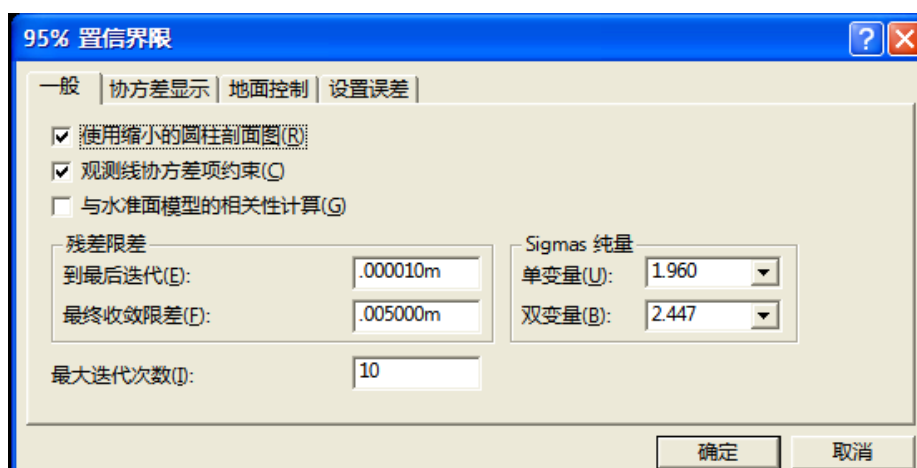 95% 置信界限
一般 协方差显示 地面控制 设置误差
使用缩小的圆柱剖面图(R)
观测线协方差项约束(C)
与水准面模型的相关性计算(G)
残差限差 Sigmas 纯量
到最后迭代(E): .000010m 单变量(U): 1.960
最终收敛限差(F): .005000m 双变量(B): 2.447
最大迭代次数(I): 10
确定 取消